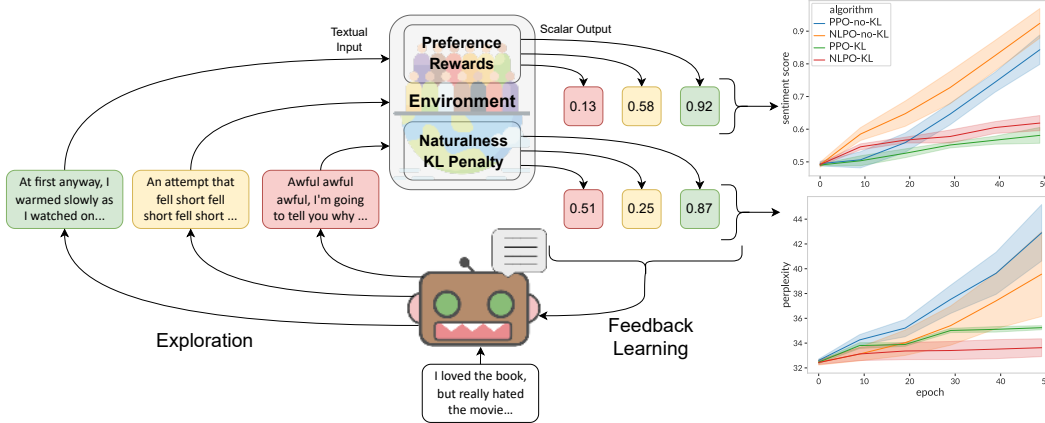 Textual
Input
Preference
Rewards
Environment
Naturalness
KL Penalty
Scalar Output
0.13
0.58
0.92
0.51
0.25
0.87
At first anyway, I
warmed slowly as
I watched on...
An attempt that
fell short fell
short fell short ...
Awful awful
awful, I'm going
to tell you why ...
Exploration
Feedback
Learning
I loved the book,
but really hated
the movie...
algorithm
PPO-no-KL
NLPO-no-KL
PPO-KL
NLPO-KL
sentiment score
0.9
0.8
0.7
0.6
0.5
0 10 20 30 40 50
perplexity
44
42
40
38
36
34
32
0 10 20 30 40
epoch